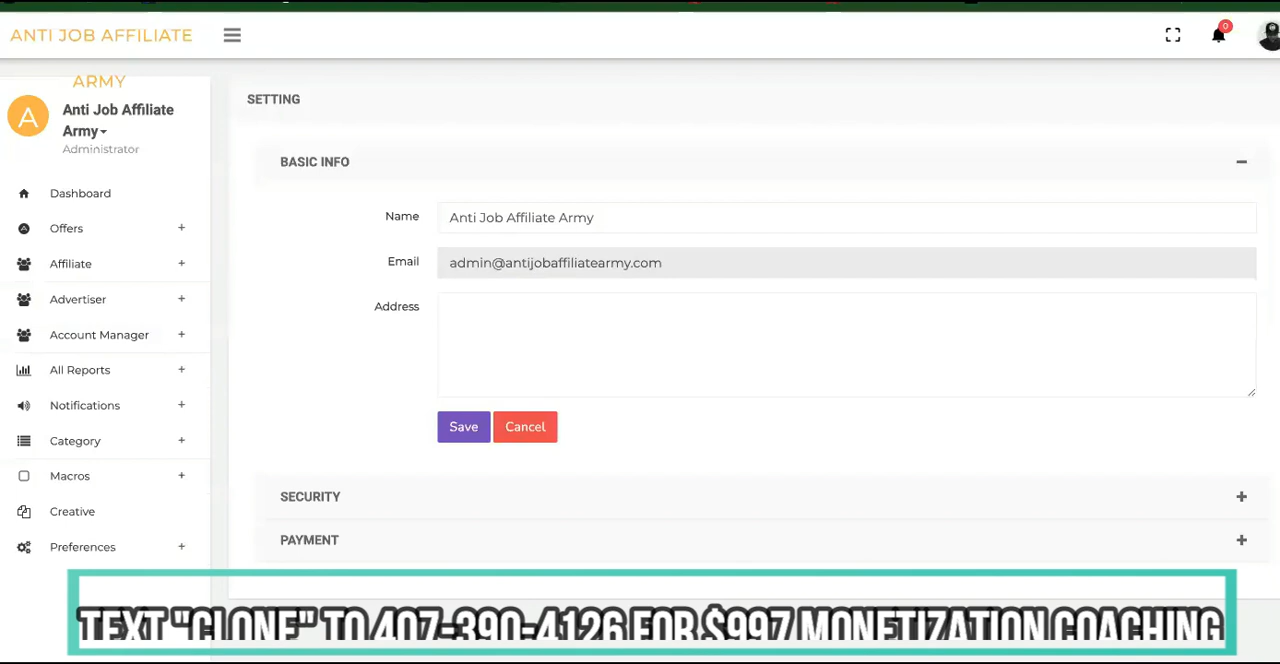 ANTI JOB AFFILIATE
0
ARMY
A
Anti Job Affiliate
Army
Administrator
Dashboard
Offers +
Affiliate +
Advertiser +
Account Manager +
All Reports +
Notifications +
Category +
Macros +
Creative
Preferences +
SETTING
BASIC INFO
Name Anti Job Affiliate Army
Email admin@antijobaffiliatearmy.com
Address
Save Cancel
SECURITY
PAYMENT
TEXT "CLONE" TO 407-390-4126 FOR $997 MONETIZATION COACHING